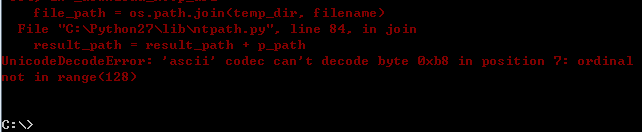 file_path = os.path.join(temp_dir, filename)
File "C:\Python27\lib\ntpath.py", line 84, in join
result_path = result_path + p_path
UnicodeDecodeError: 'ascii' codec can't decode byte 0xb8 in position 7: ordinal
not in range(128)
C:\>